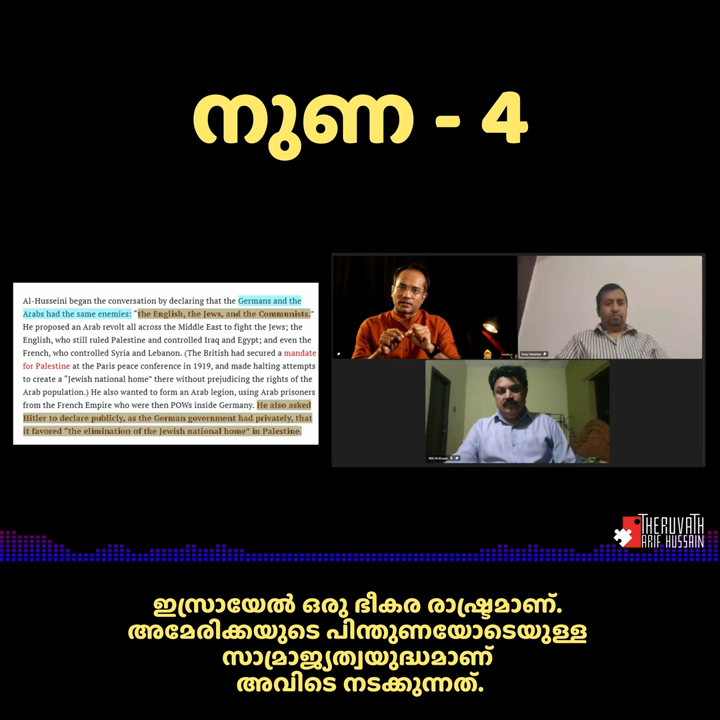 നുണ - 4
Al-Husseini began the conversation by declaring that the Germans and the
Arabs had the same enemies: “the English, the Jews, and the Communists.”
He proposed an Arab revolt all across the Middle East to fight the Jews; the
English, who still ruled Palestine and controlled Iraq and Egypt; and even the
French, who controlled Syria and Lebanon. (The British had secured a mandate
for Palestine at the Paris peace conference in 1919, and made halting attempts
to create a “Jewish national home” there without prejudicing the rights of the
Arab population.) He also wanted to form an Arab legion, using Arab prisoners
from the French Empire who were then POWs inside Germany. He also asked
Hitler to declare publicly, as the German government had privately, that
it favored “the elimination of the Jewish national home” in Palestine.
THERUVATH
ARIF HUSSAIN
ഇസ്രായേൽ ഒരു ഭീകര രാഷ്ട്രമാണ്.
അമേരിക്കയുടെ പിന്തുണയോടെയുള്ള
സാമ്രാജ്യത്വയുദ്ധമാണ്
അവിടെ നടക്കുന്നത്.